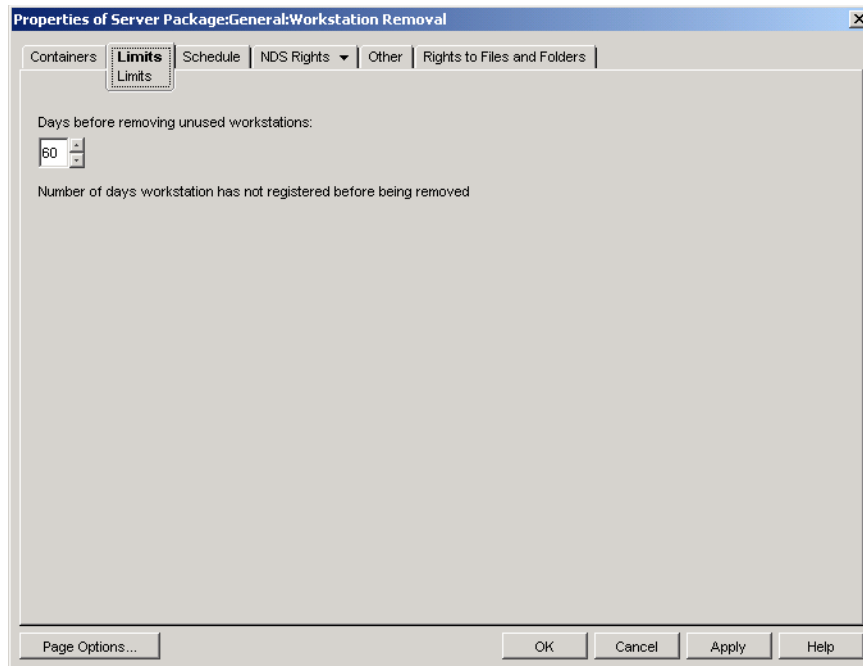 Properties of Server Package:General:Workstation Removal
Containers Limits Schedule NDS Rights Other Rights to Files and Folders
Limits
Days before removing unused workstations:
60
Number of days workstation has not registered before being removed
Page Options... OK Cancel Apply Help